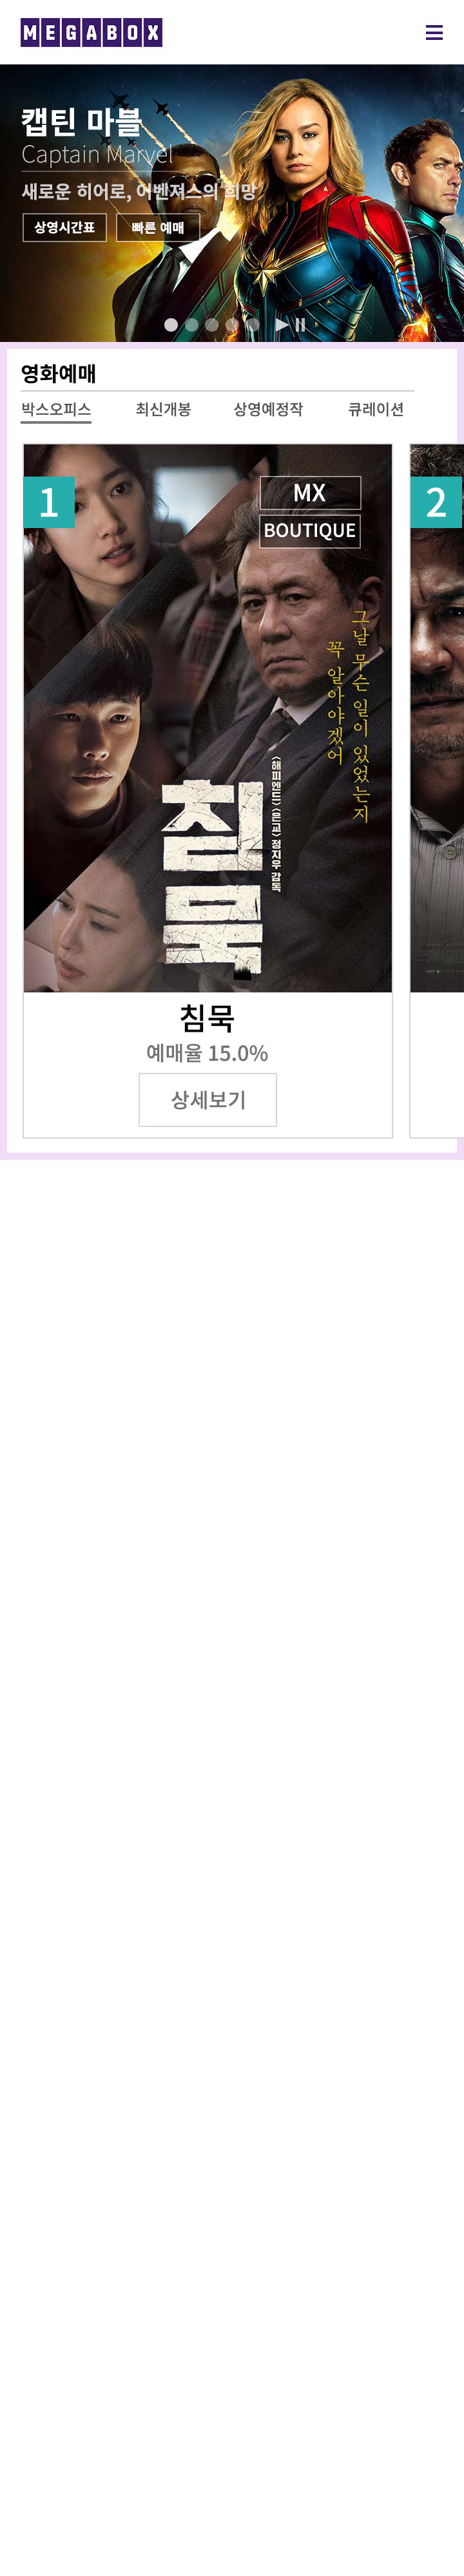 MEGABOX
캡틴 마블
Captain Marvel
새로운 히어로, 어벤져스의 희망
상영시간표
빠른 예매
영화예매
박스오피스
최신개봉
상영예정작
큐레이션
1
MX
BOUTIQUE
그날 무슨 일이 있었는지
꼭 알아야겠어
<해피엔드> <은교> 정지우 감독
침묵
2
침묵
예매율 15.0%
상세보기